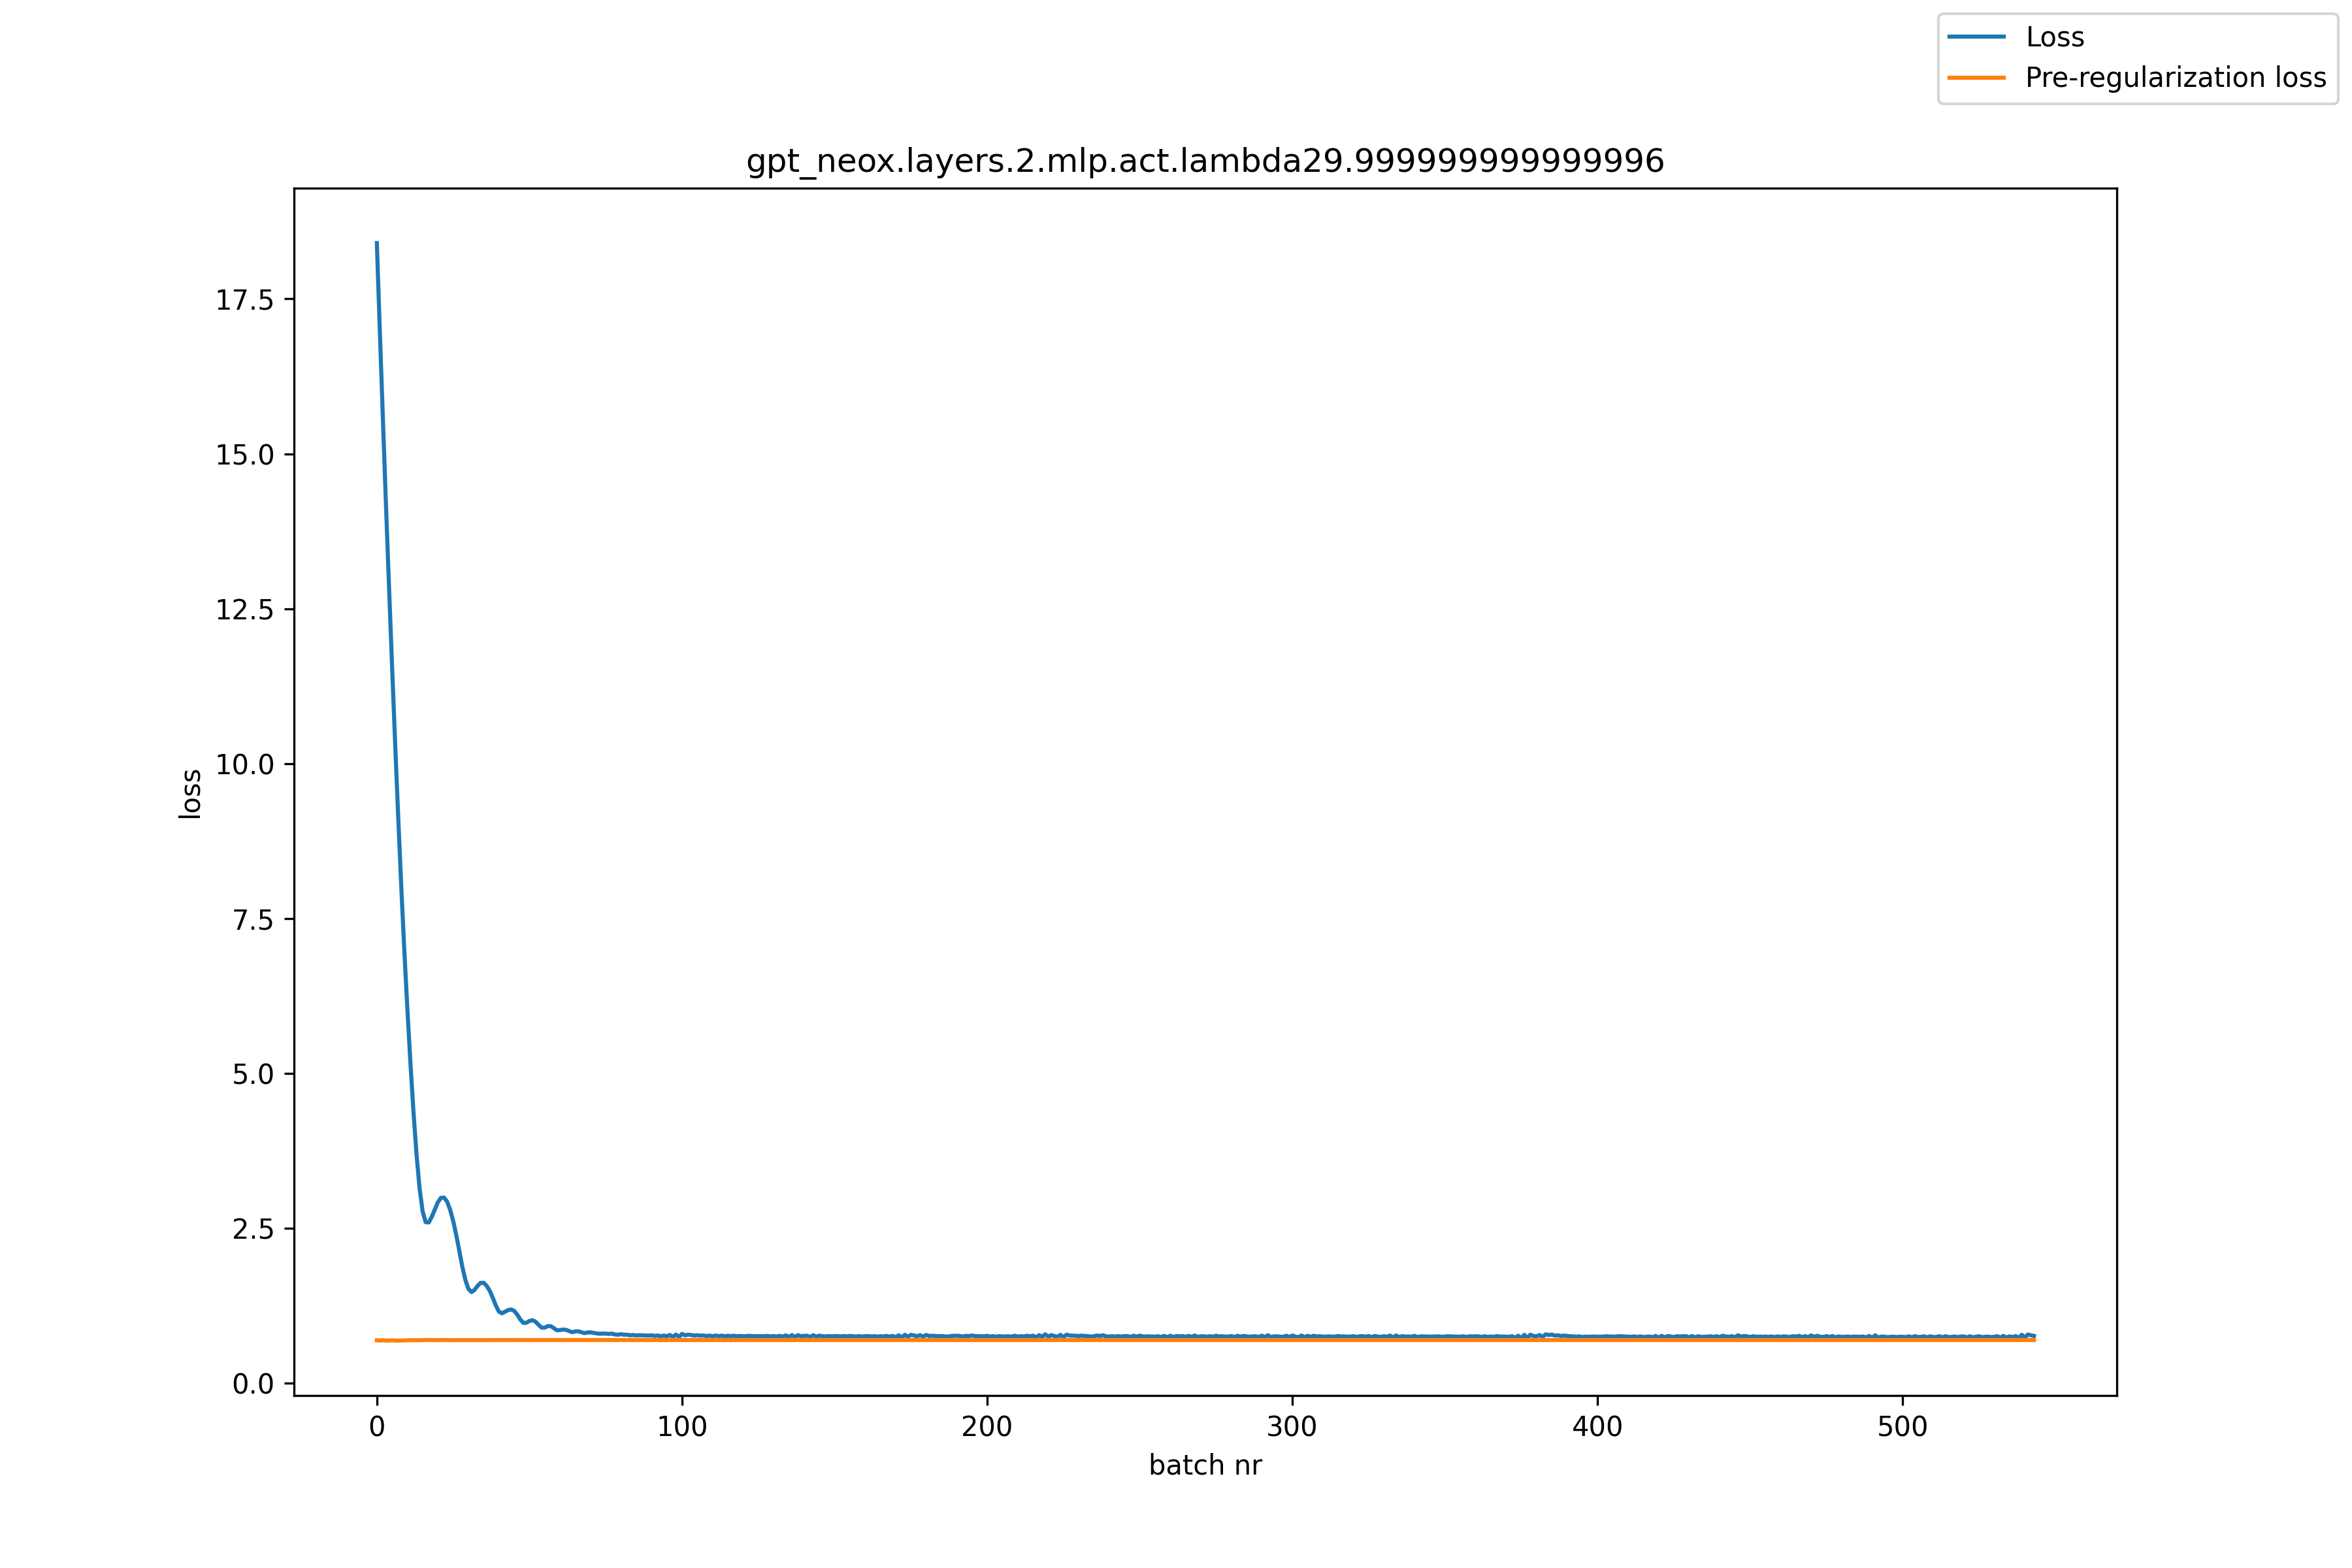 Loss
Pre-regularization loss
gpt_neox.layers.2.mlp.act.lambda29.999999999999996
17.5
15.0
12.5
10.0
7.5
5.0
2.5
0.0
loss
0 100 200 300 400 500
batch nr